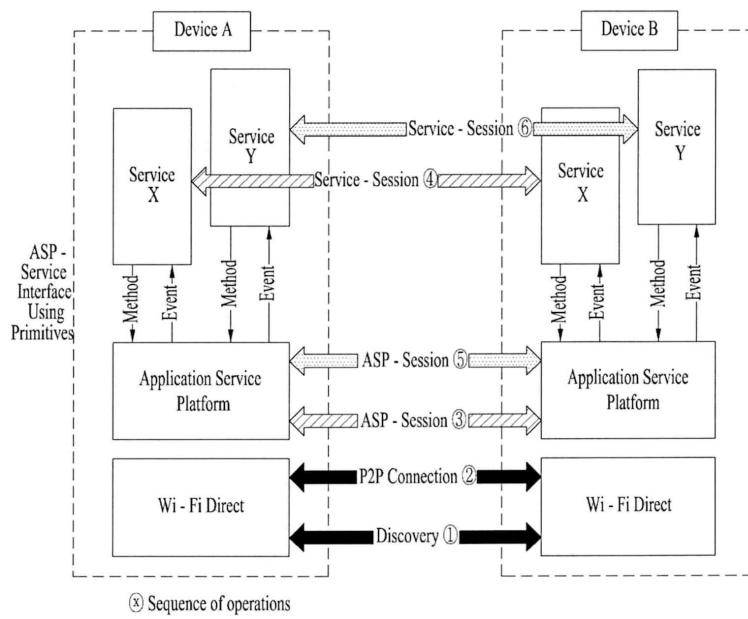 Device A
Device B
Service
Y
Service - Session ⑥
Service
Y
Service
X
Service - Session ④
Service
X
ASP -
Service
Interface
Using
Primitives
Method
Event
Method
Event
Method
Event
Method
Event
Application Service
Platform
ASP - Session ⑤
ASP - Session ③
Application Service
Platform
Wi - Fi Direct
P2P Connection ②
Discovery ①
Wi - Fi Direct
ⓧ Sequence of operations